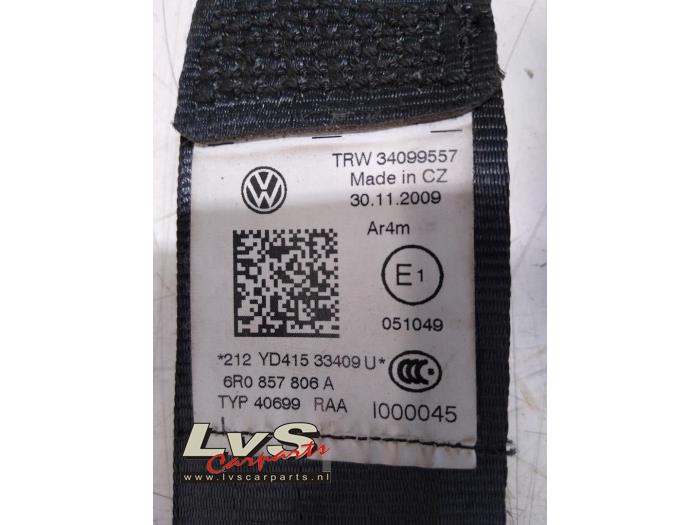 TRW 34099557
Made in CZ
30.11.2009
Ar4m
E1
051049
*212 YD415 33409 U*
6R0 857 806 A
CCC
TYP 40699 RAA I000045
LvS
Carparts
www.lvscarparts.nl